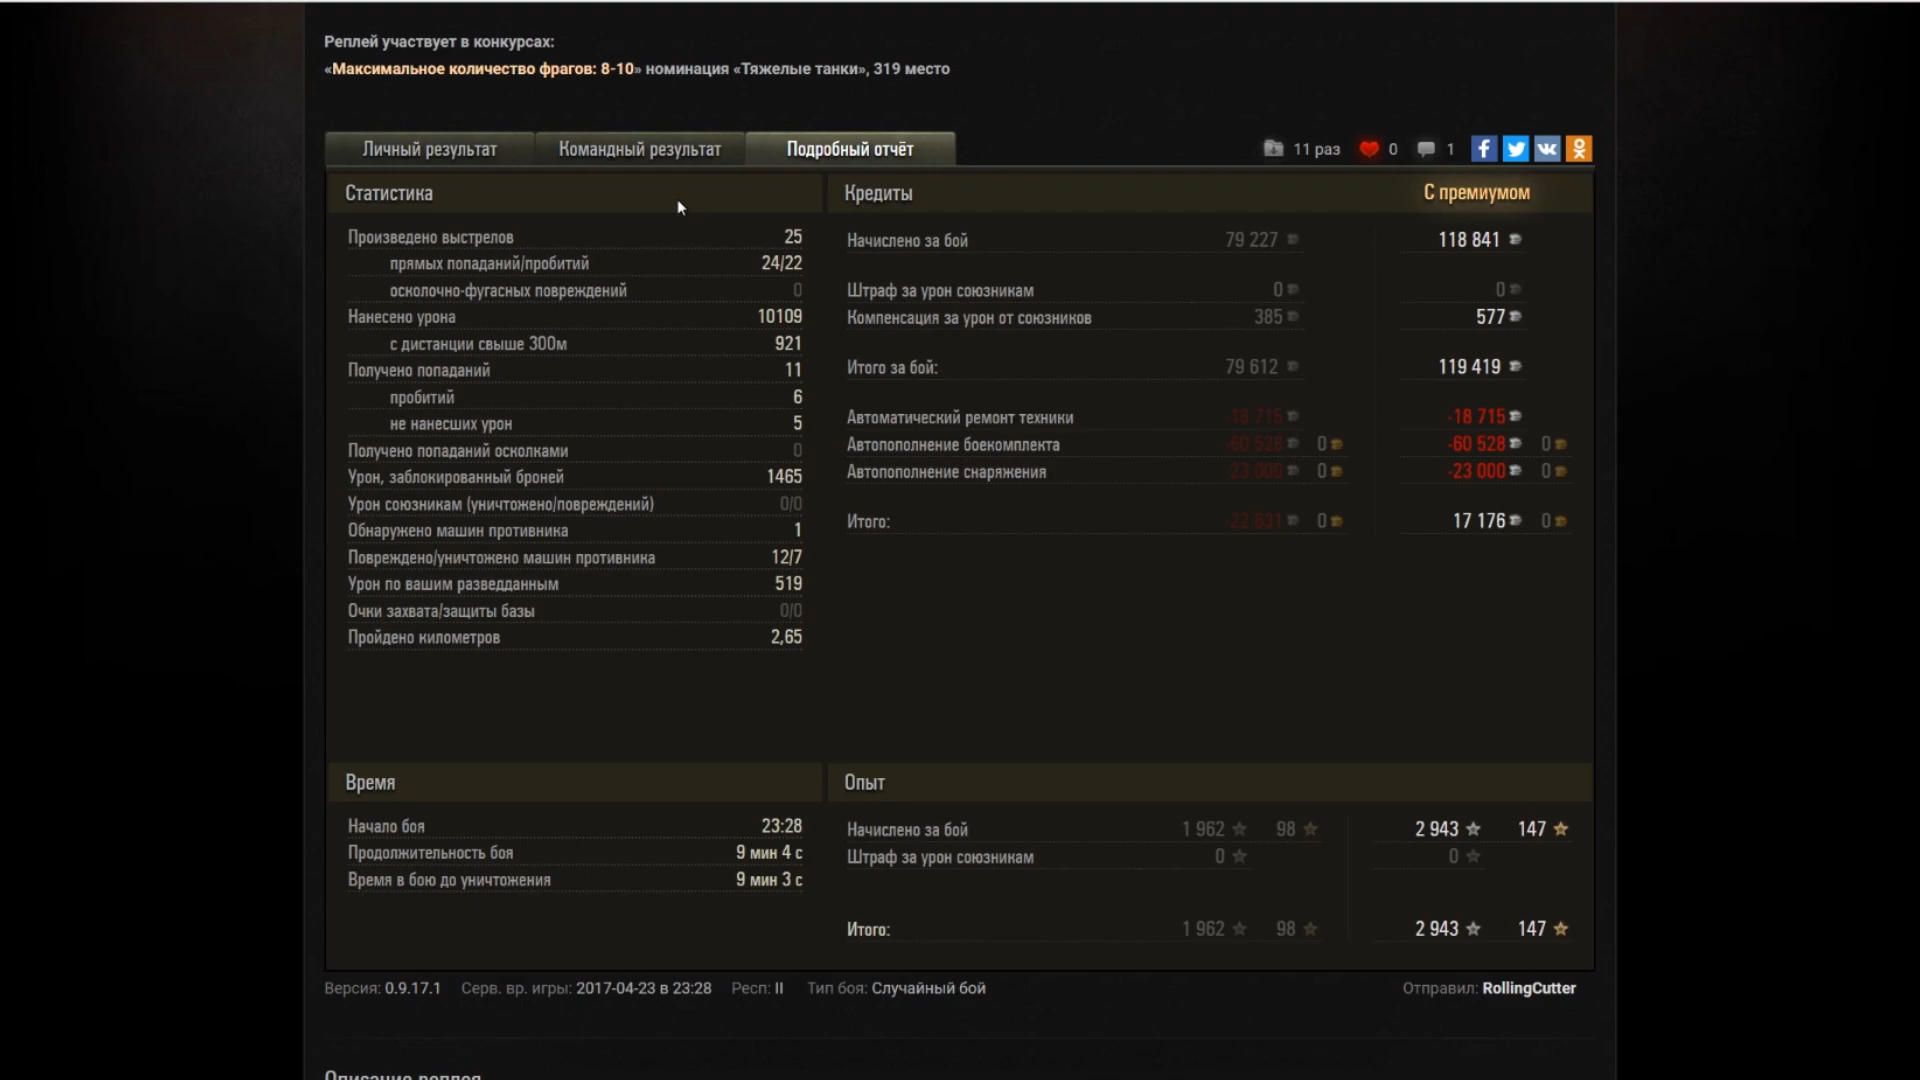 Реплей участвует в конкурсах:
«Максимальное количество фрагов: 8-10» номинация «Тяжелые танки», 319 место
Личный результат Командный результат Подробный отчёт 11 раз 0 1
Статистика
Произведено выстрелов 25
прямых попаданий/пробитий 24/22
осколочно-фугасных повреждений 0
Нанесено урона 10109
с дистанции свыше 300м 921
Получено попаданий 11
пробитий 6
не нанесших урон 5
Получено попаданий осколками 0
Урон, заблокированный броней 1465
Урон союзникам (уничтожено/повреждений) 0/0
Обнаружено машин противника 1
Повреждено/уничтожено машин противника 12/7
Урон по вашим разведданным 519
Очки захвата/защиты базы 0/0
Пройдено километров 2,65
Кредиты С премиумом
Начислено за бой 79 227 118 841
Штраф за урон союзникам 0 0
Компенсация за урон от союзников 385 577
Итого за бой: 79 612 119 419
Автоматический ремонт техники -18 715 -18 715
Автопополнение боекомплекта -60 528 0 -60 528 0
Автопополнение снаряжения -23 000 0 -23 000 0
Итого: -22 631 0 17 176 0
Время
Начало боя 23:28
Продолжительность боя 9 мин 4 с
Время в бою до уничтожения 9 мин 3 с
Опыт
Начислено за бой 1 962 98 2 943 147
Штраф за урон союзникам 0 0
Итого: 1 962 98 2 943 147
Версия: 0.9.17.1 Серв. вр. игры: 2017-04-23 в 23:28 Респ: II Тип боя: Случайный бой Отправил: RollingCutter
Описание реплея